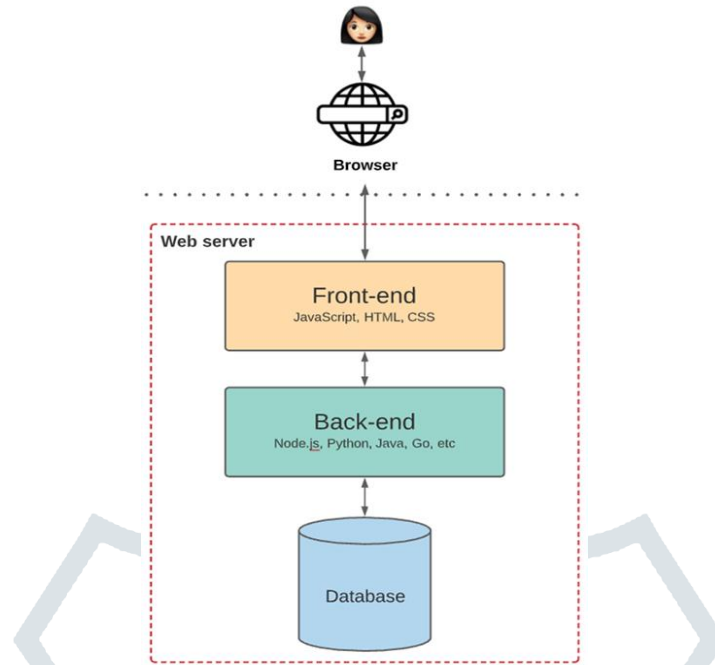 Browser
Web server
Front-end
JavaScript, HTML, CSS
Back-end
Node.js, Python, Java, Go, etc
Database